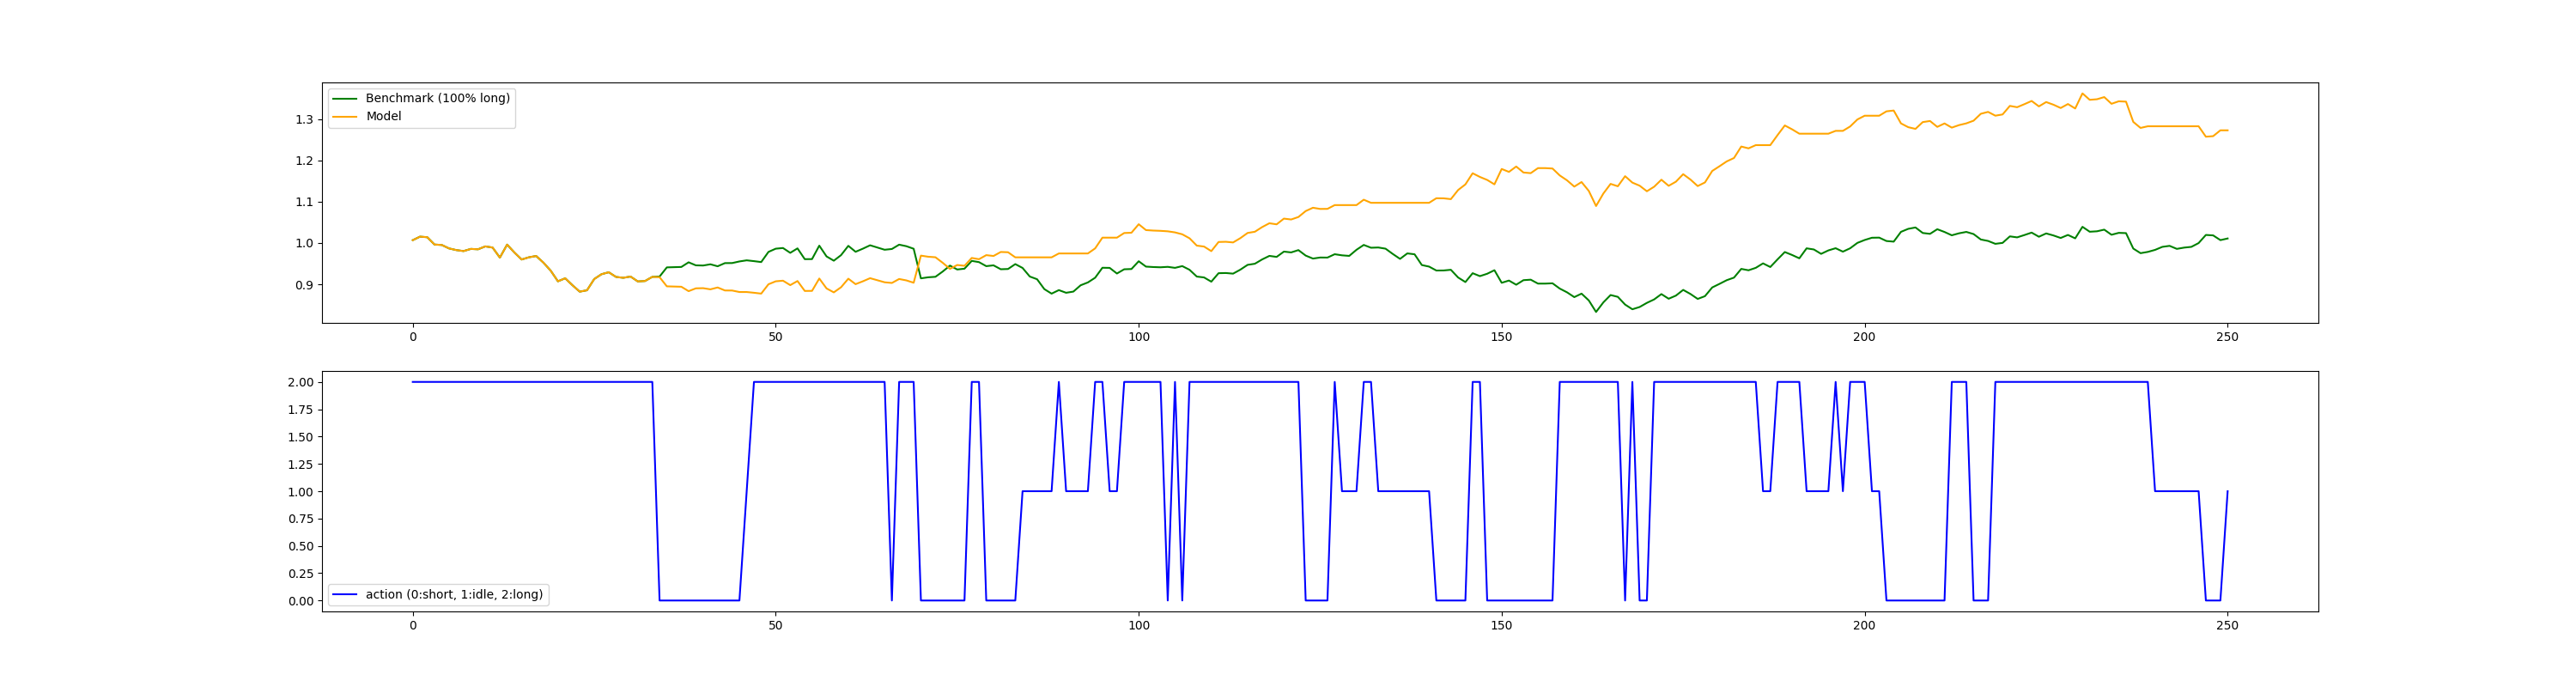 Benchmark (100% long)
Model
1.3
1.2
1.1
1.0
0.9
0 50 100 150 200 250
2.00
1.75
1.50
1.25
1.00
0.75
0.50
0.25
0.00
action (0:short, 1:idle, 2:long)
0 50 100 150 200 250